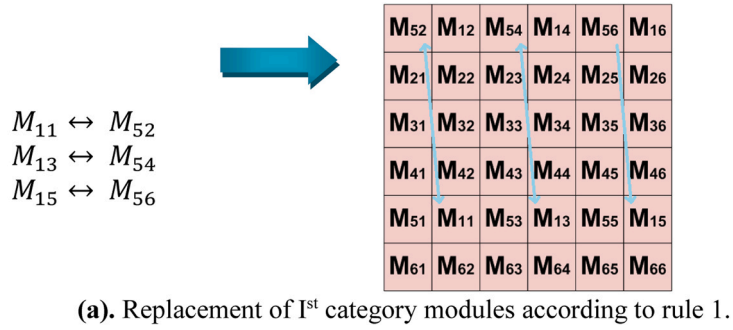 M₁₁ ↔ M₅₂
M₁₃ ↔ M₅₄
M₁₅ ↔ M₅₆
M₅₂ M₁₂ M₅₄ M₁₄ M₅₆ M₁₆
M₂₁ M₂₂ M₂₃ M₂₄ M₂₅ M₂₆
M₃₁ M₃₂ M₃₃ M₃₄ M₃₅ M₃₆
M₄₁ M₄₂ M₄₃ M₄₄ M₄₅ M₄₆
M₅₁ M₁₁ M₅₃ M₁₃ M₅₅ M₁₅
M₆₁ M₆₂ M₆₃ M₆₄ M₆₅ M₆₆
(a). Replacement of Iˢᵗ category modules according to rule 1.